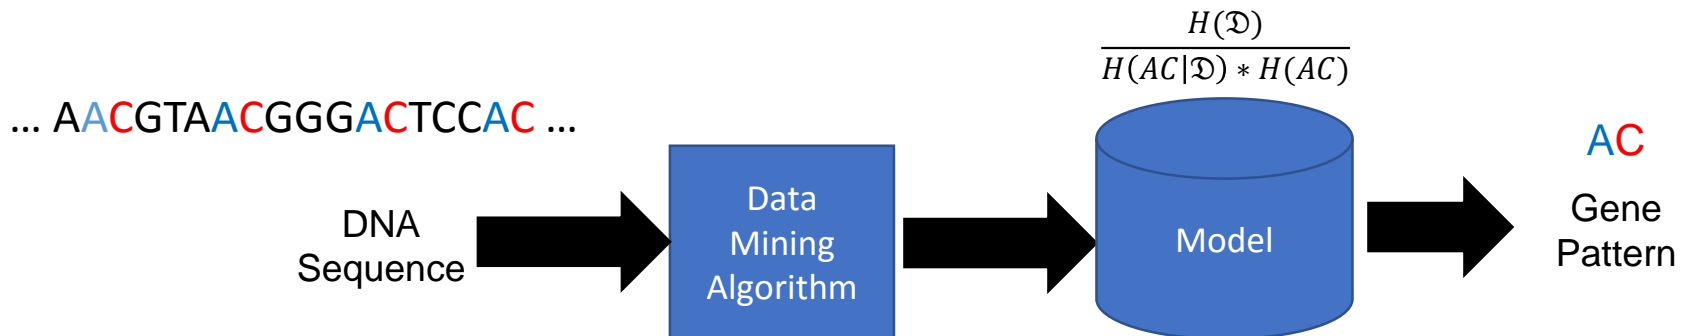 H(𝔇)
H(AC|𝔇) ∗ H(AC)
... AACGTAACGGGACTCCAC ...
DNA
Sequence
Data
Mining
Algorithm
Model
AC
Gene
Pattern